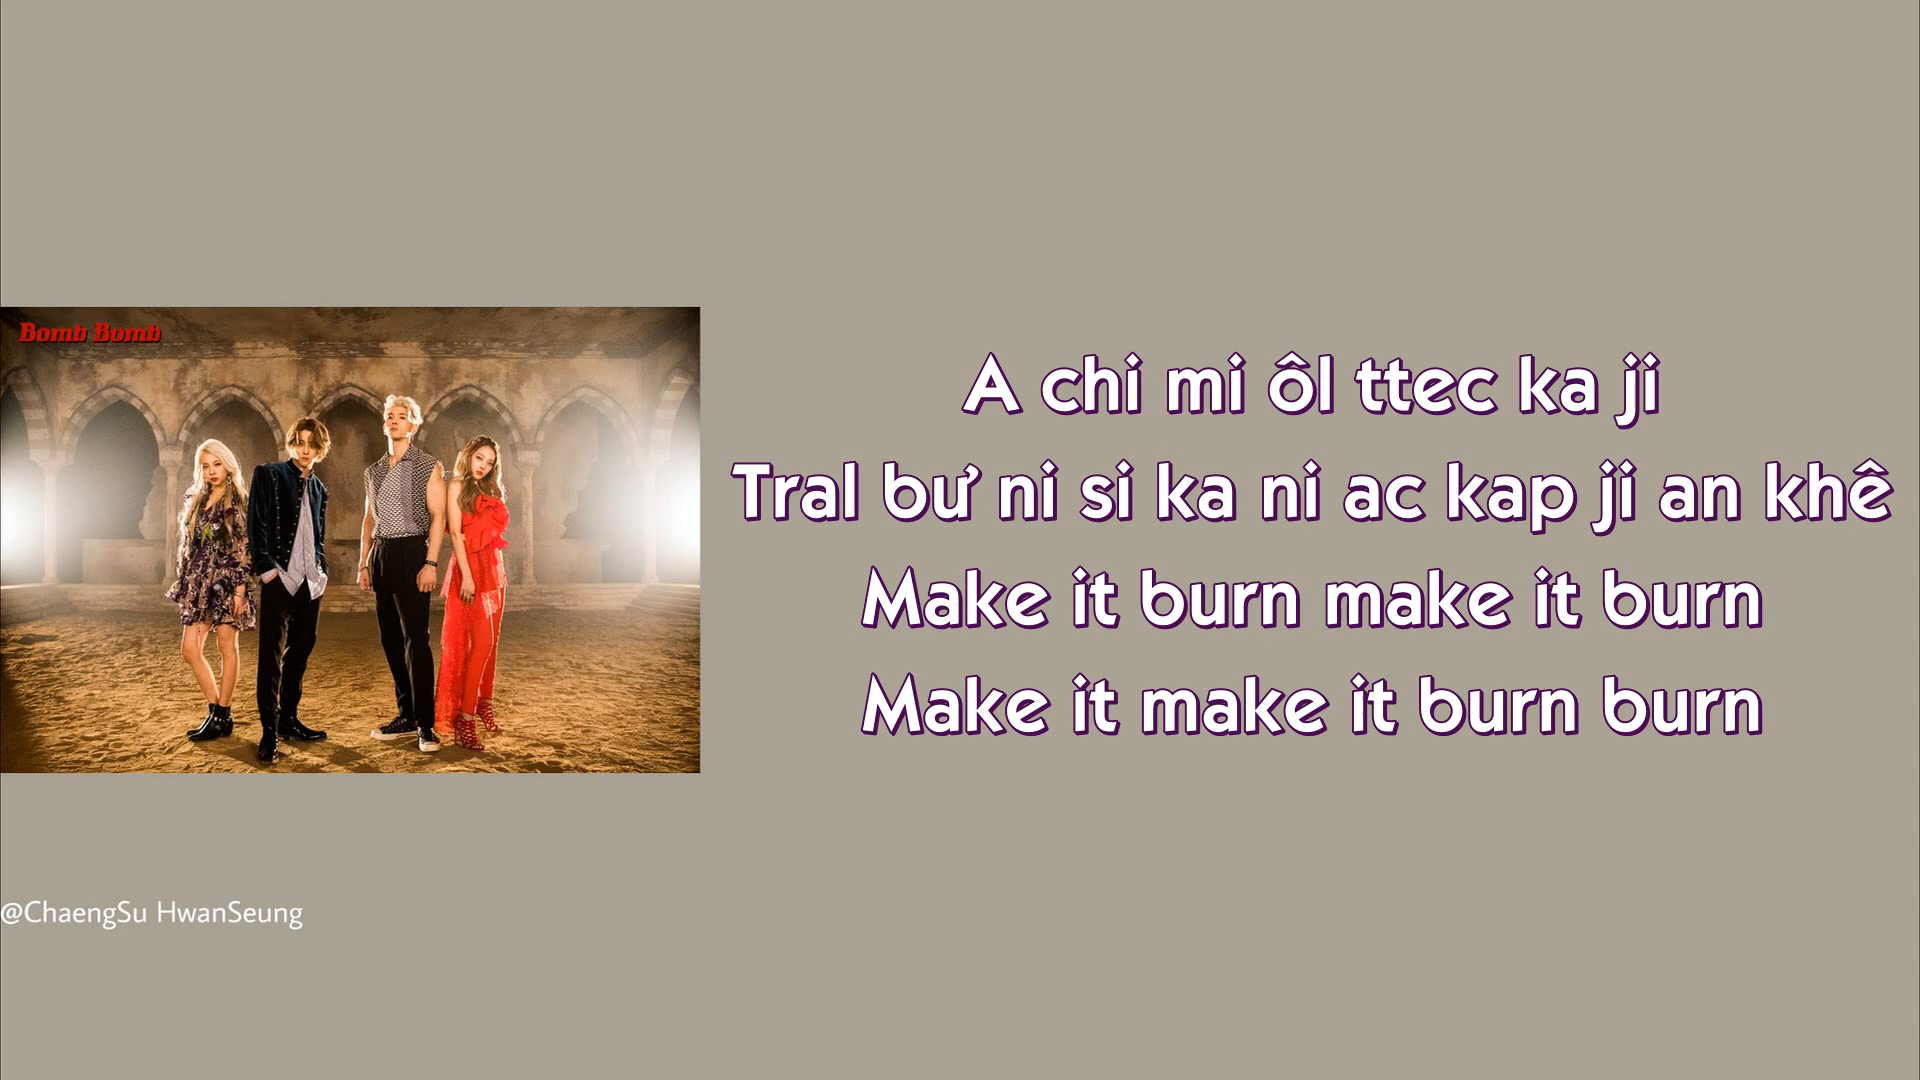 Bomb Bomb
A chi mi ôl ttec ka ji
Tral bư ni si ka ni ac kap ji an khê
Make it burn make it burn
Make it make it burn burn
@ChaengSu HwanSeung